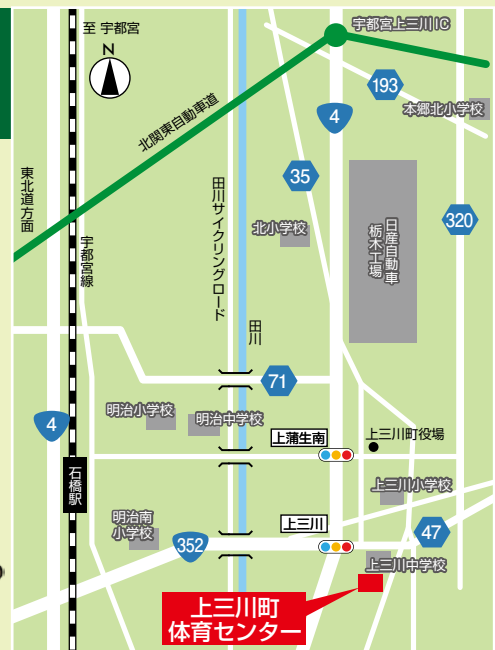 至 宇都宮
N
宇都宮上三川IC
193
本郷北小学校
4
北関東自動車道
東北道方面
35
田川サイクリングロード
320
北小学校
日産自動車
栃木工場
宇都宮線
田川
71
明治小学校
明治中学校
4
上蒲生南
上三川町役場
石橋駅
上三川小学校
明治南
小学校
上三川
47
352
上三川中学校
上三川町
体育センター